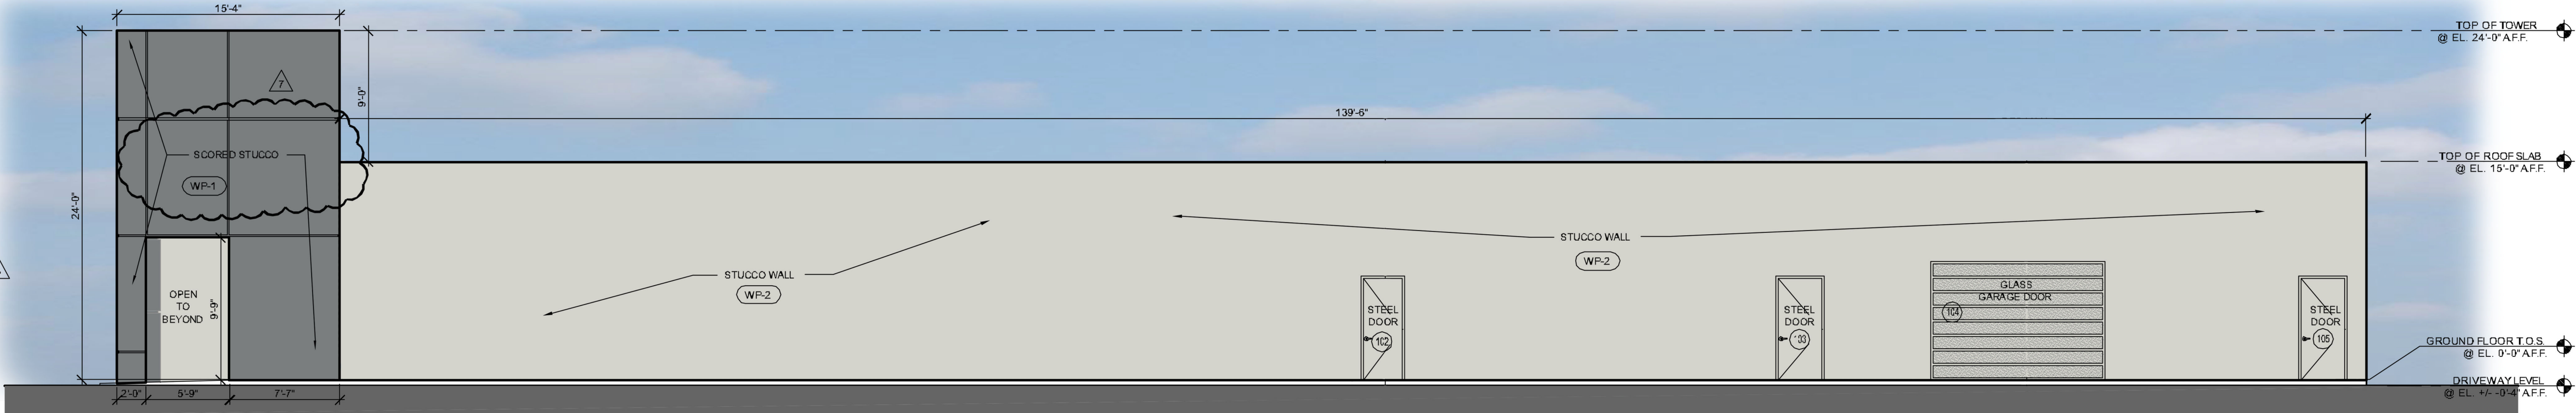 15'-4"
TOP OF TOWER
@ EL. 24'-0" A.F.F.
7
9'-0"
139'-6"
SCORED STUCCO
WP-1
TOP OF ROOF SLAB
@ EL. 15'-0" A.F.F.
24'-0"
STUCCO WALL
WP-2
STUCCO WALL
WP-2
OPEN
TO
BEYOND
9'-9"
STEEL
DOOR
102
STEEL
DOOR
103
GLASS
GARAGE DOOR
104
STEEL
DOOR
105
GROUND FLOOR T.O.S.
@ EL. 0'-0" A.F.F.
DRIVEWAY LEVEL
@ EL. +/- -0'-4" A.F.F.
2'-0"
5'-9"
7'-7"